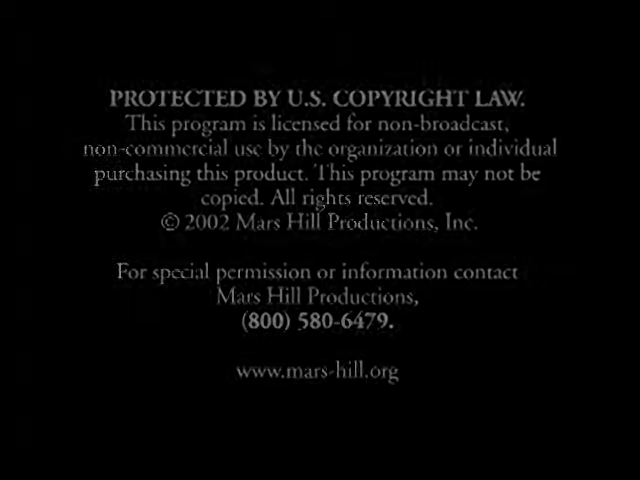 PROTECTED BY U.S. COPYRIGHT LAW.
This program is licensed for non-broadcast,
non-commercial use by the organization or individual
purchasing this product. This program may not be
copied. All rights reserved.
© 2002 Mars Hill Productions, Inc.
For special permission or information contact
Mars Hill Productions,
(800) 580-6479.
www.mars-hill.org